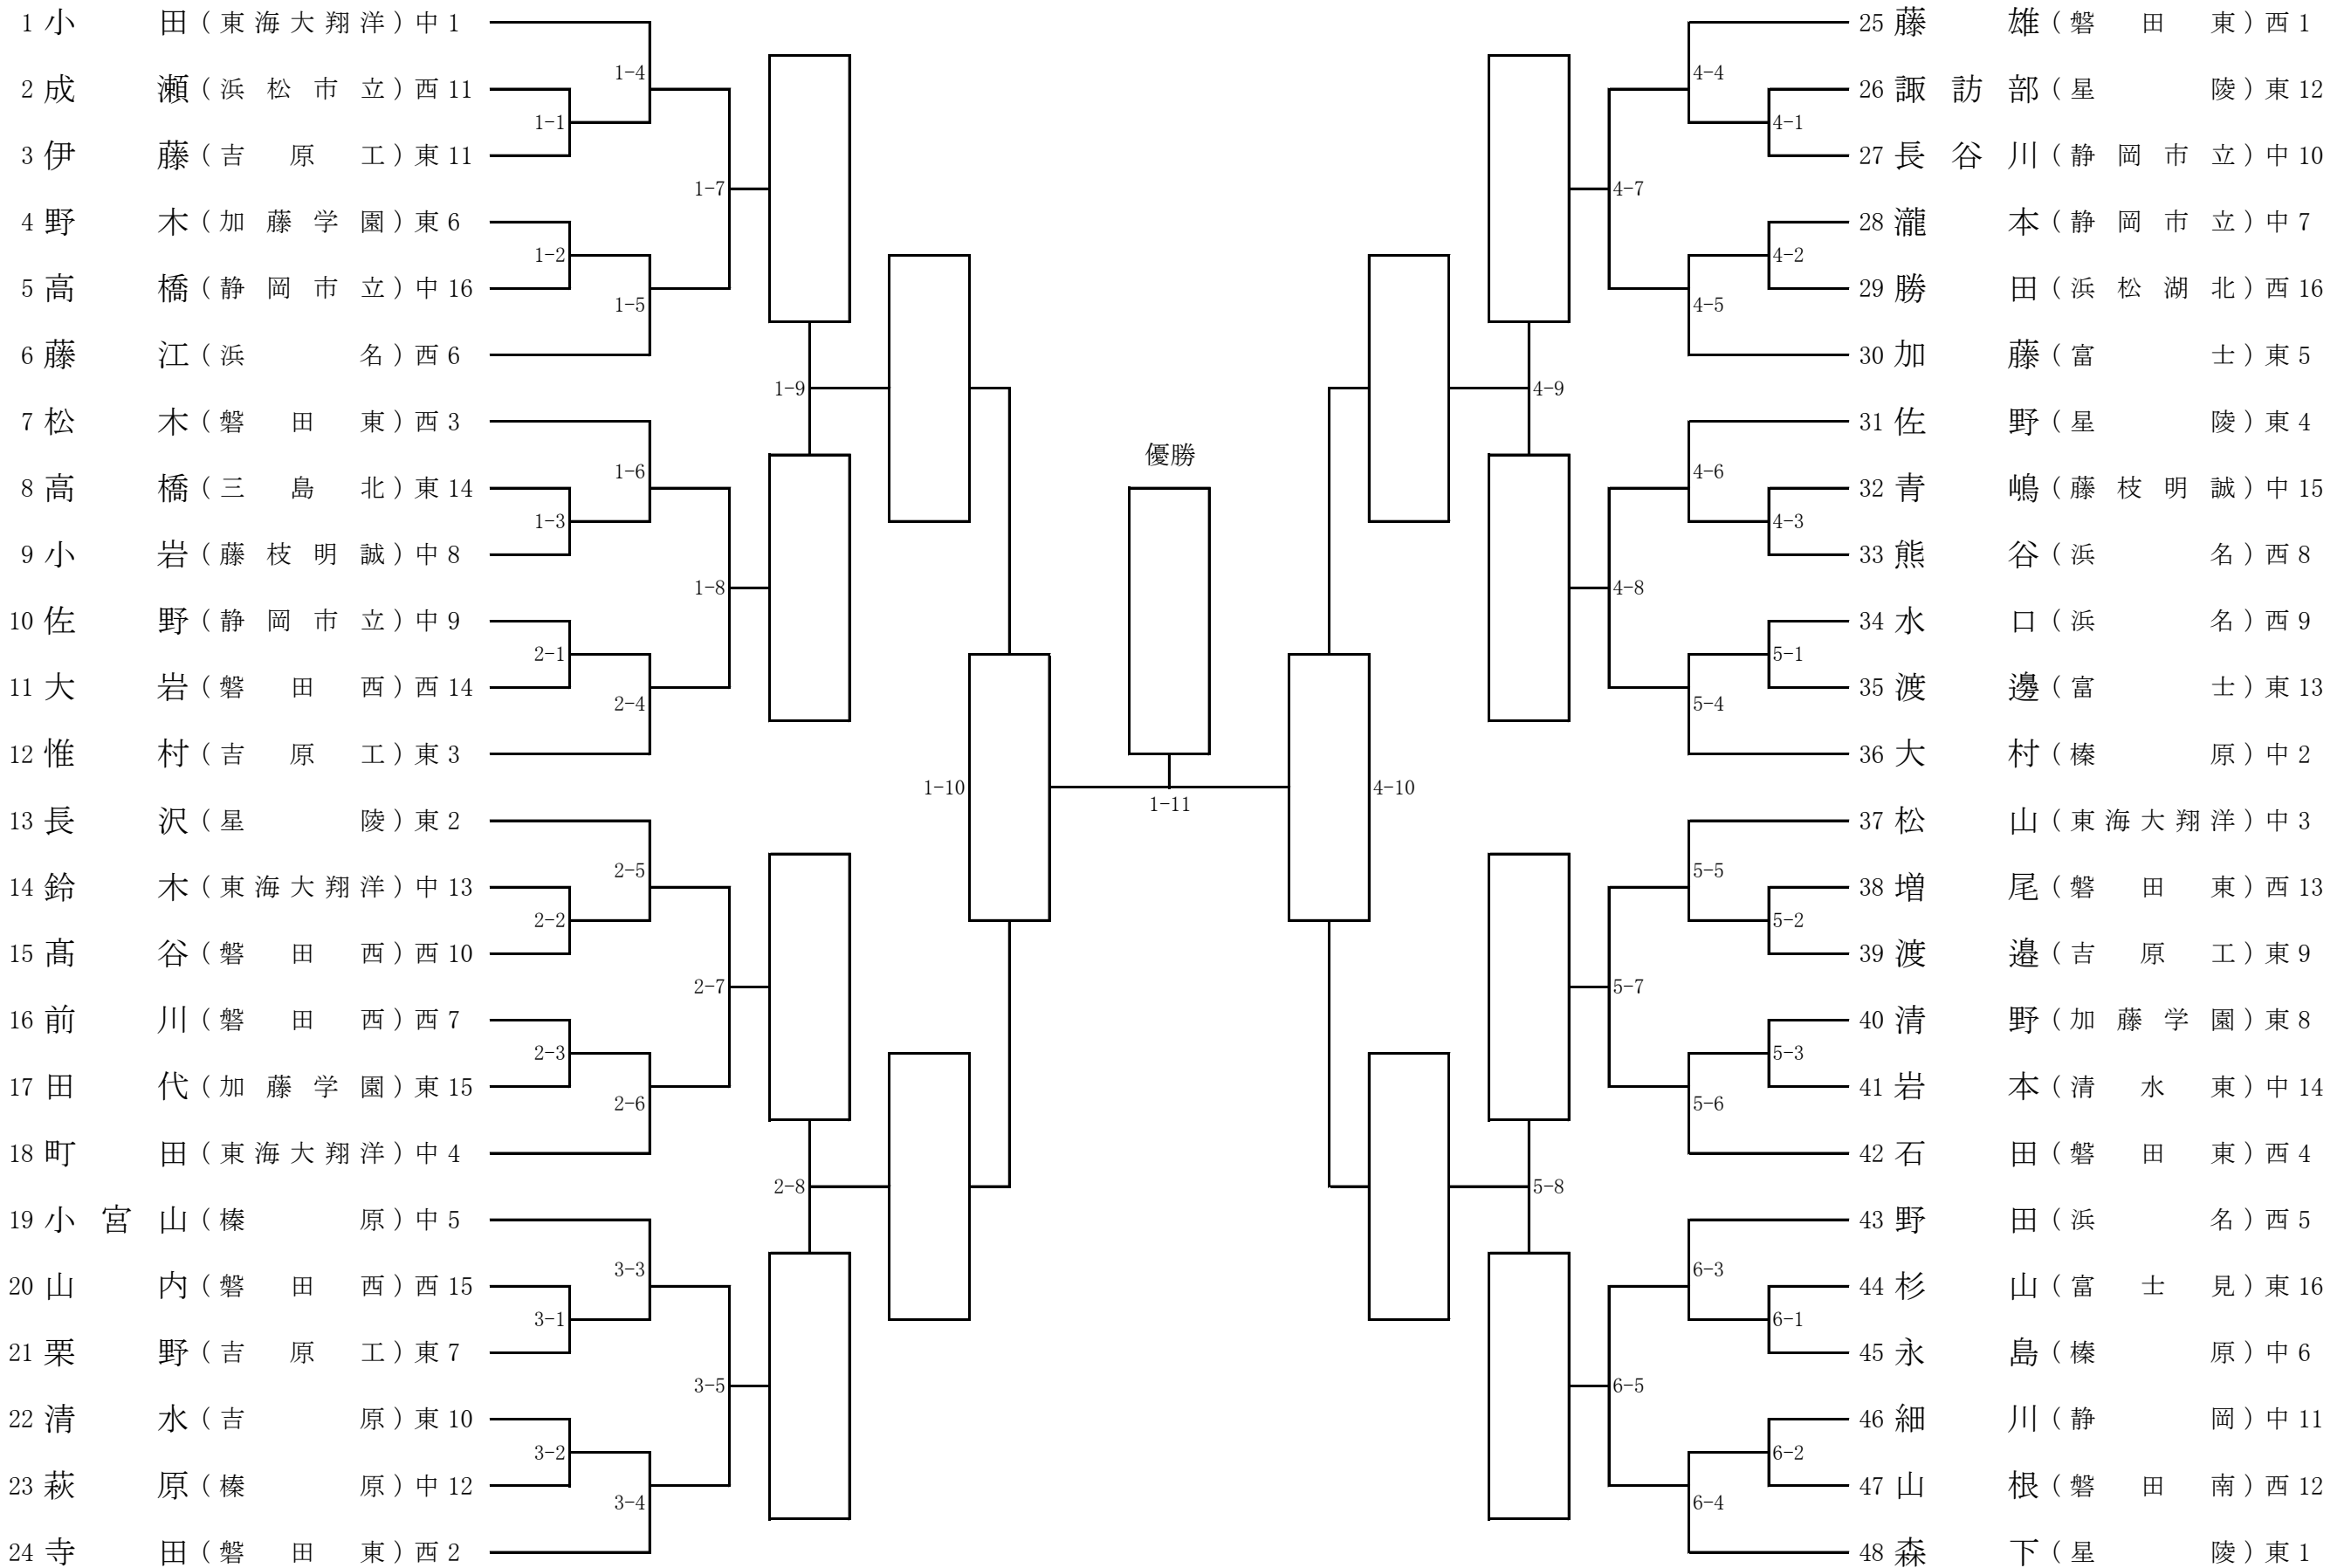 1 小田（東海大翔洋）中 1
2 成瀬（浜松市立）西 11
3 伊藤（吉原工）東 11
4 野木（加藤学園）東 6
5 高橋（静岡市立）中 16
6 藤江（浜名）西 6
7 松木（磐田東）西 3
8 高橋（三島北）東 14
9 小岩（藤枝明誠）中 8
10 佐野（静岡市立）中 9
11 大岩（磐田西）西 14
12 惟村（吉原工）東 3
13 長沢（星陵）東 2
14 鈴木（東海大翔洋）中 13
15 髙谷（磐田西）西 10
16 前川（磐田西）西 7
17 田代（加藤学園）東 15
18 町田（東海大翔洋）中 4
19 小宮山（榛原）中 5
20 山内（磐田西）西 15
21 栗野（吉原工）東 7
22 清水（吉原）東 10
23 萩原（榛原）中 12
24 寺田（磐田東）西 2
1-4
1-1
1-7
1-2
1-5
1-9
1-6
1-3
1-8
2-1
2-4
1-10
2-5
2-2
2-7
2-3
2-6
2-8
3-3
3-1
3-5
3-2
3-4
優勝
1-11
4-4
4-1
4-7
4-2
4-5
4-9
4-6
4-3
4-8
5-1
5-4
4-10
5-5
5-2
5-7
5-3
5-6
5-8
6-3
6-1
6-5
6-2
6-4
25 藤雄（磐田東）西 1
26 諏訪部（星陵）東 12
27 長谷川（静岡市立）中 10
28 瀧本（静岡市立）中 7
29 勝田（浜松湖北）西 16
30 加藤（富士）東 5
31 佐野（星陵）東 4
32 青嶋（藤枝明誠）中 15
33 熊谷（浜名）西 8
34 水口（浜名）西 9
35 渡邊（富士）東 13
36 大村（榛原）中 2
37 松山（東海大翔洋）中 3
38 増尾（磐田東）西 13
39 渡邉（吉原工）東 9
40 清野（加藤学園）東 8
41 岩本（清水東）中 14
42 石田（磐田東）西 4
43 野田（浜名）西 5
44 杉山（富士見）東 16
45 永島（榛原）中 6
46 細川（静岡）中 11
47 山根（磐田南）西 12
48 森下（星陵）東 1